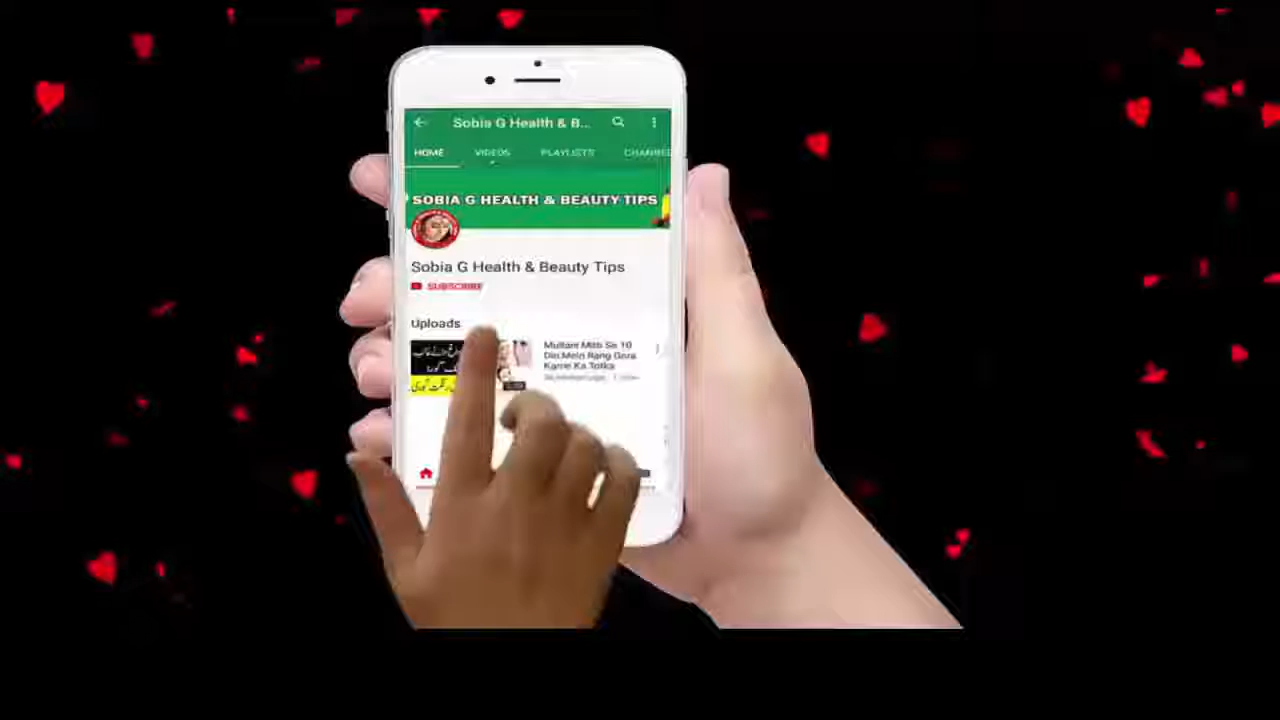 Sobia G Health & B...
HOME VIDEOS PLAYLISTS CHANNEL
SOBIA G HEALTH & BEAUTY TIPS
Sobia G Health & Beauty Tips
SUBSCRIBE
Uploads
Multani Mitti Se 10
Din Mein Rang Gora
Karne Ka Totka